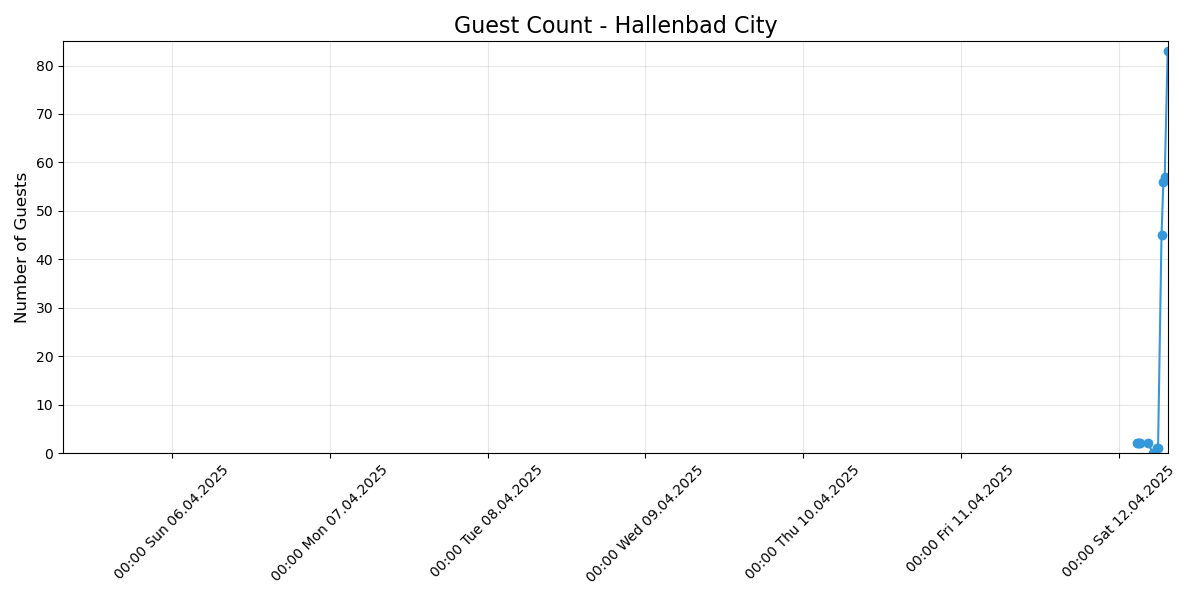 Guest Count - Hallenbad City
Number of Guests
80
70
60
50
40
30
20
10
0
00:00 Sun 06.04.2025
00:00 Mon 07.04.2025
00:00 Tue 08.04.2025
00:00 Wed 09.04.2025
00:00 Thu 10.04.2025
00:00 Fri 11.04.2025
00:00 Sat 12.04.2025